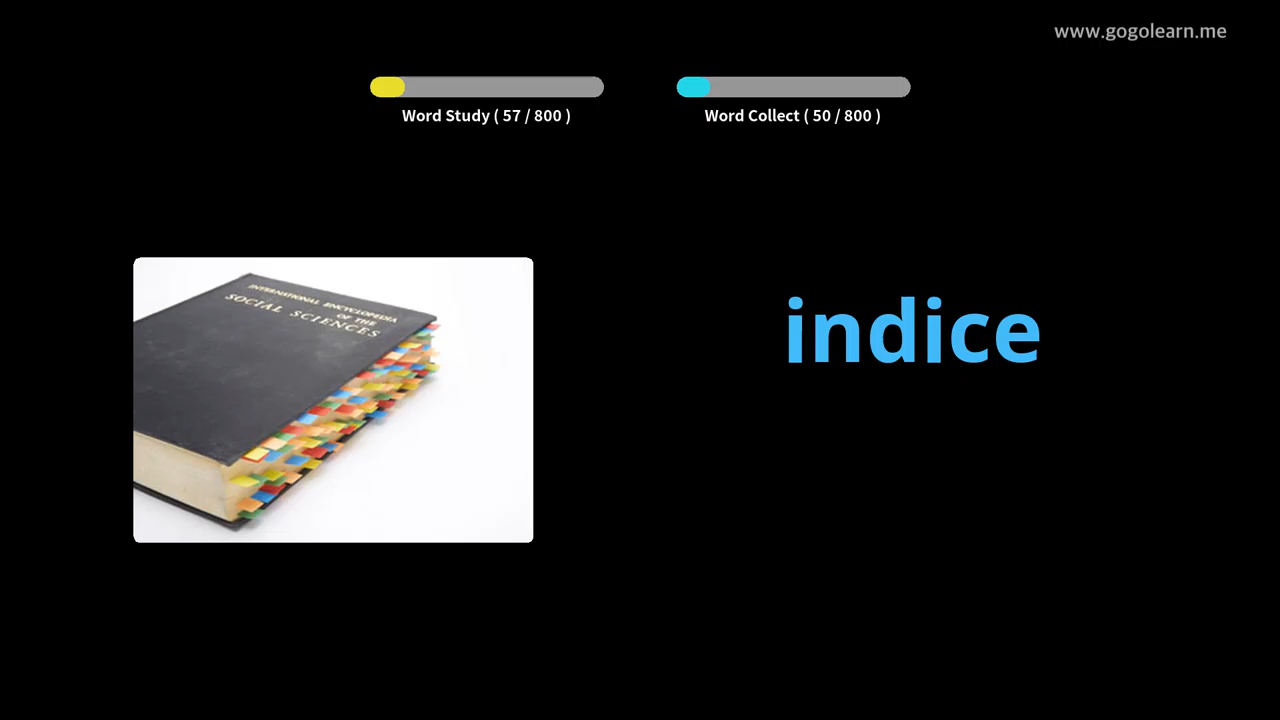 www.gogolearn.me
Word Study ( 57 / 800 )
Word Collect ( 50 / 800 )
INTERNATIONAL ENCYCLOPEDIA
OF THE
SOCIAL SCIENCES
indice